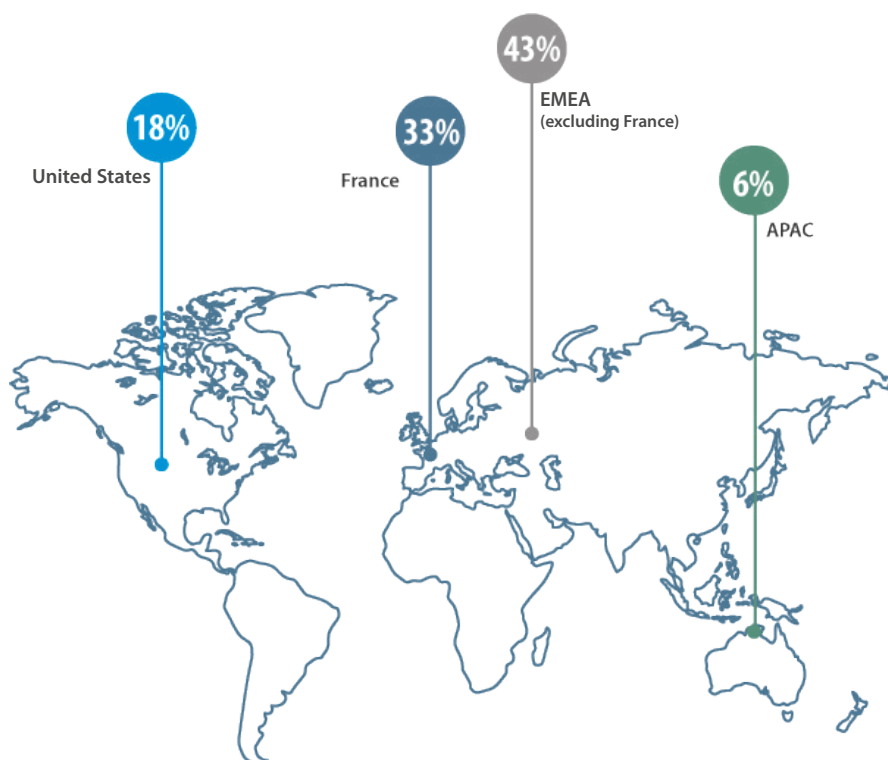 43%
EMEA
(excluding France)
18%
United States
33%
France
6%
APAC